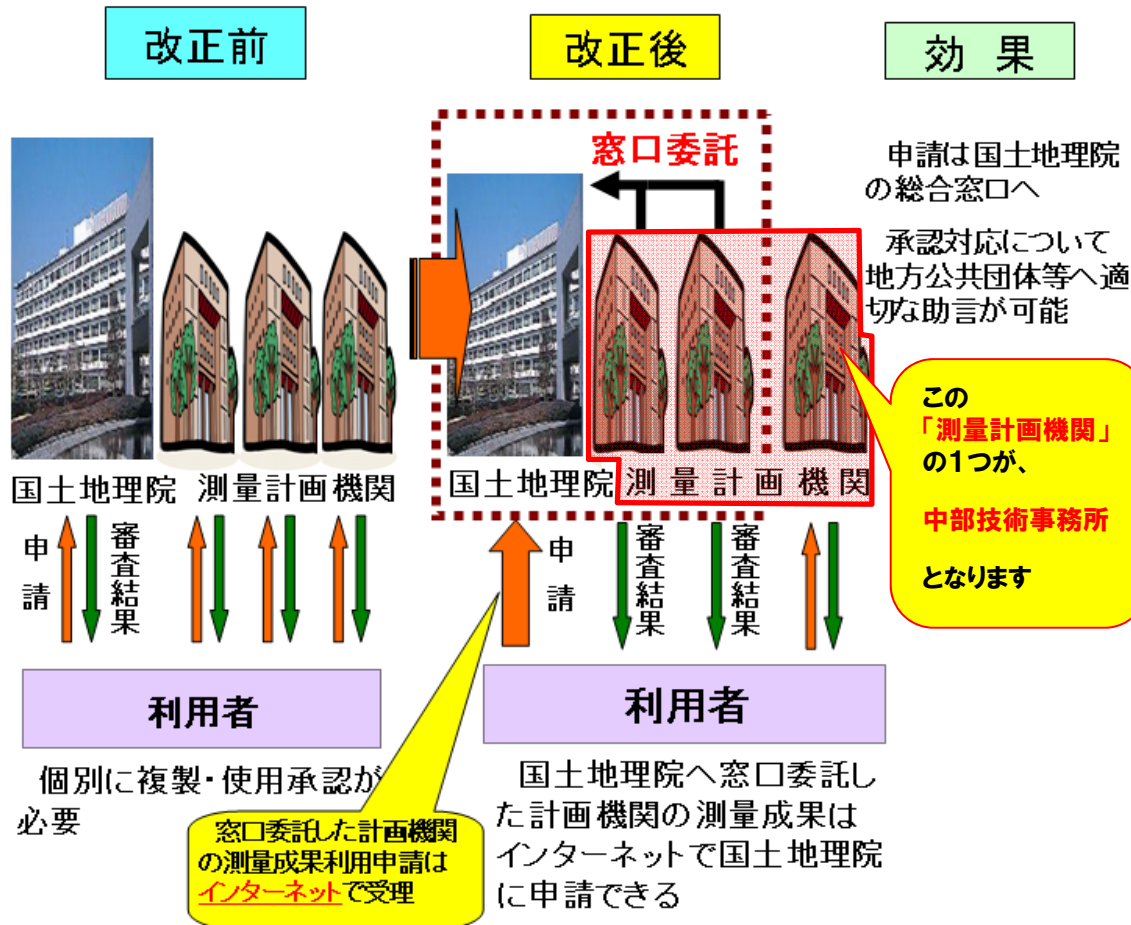 改正前
改正後
効 果
窓口委託
申請は国土地理院
の総合窓口へ
承認対応について
地方公共団体等へ適
切な助言が可能
この
「測量計画機関」
の1つが、
中部技術事務所
となります
国土地理院 測量計画機関
国土地理院 測量計画機関
申請
審査結果
申請
審査結果
審査結果
利用者
利用者
個別に複製・使用承認が
必要
窓口委託した計画機関
の測量成果利用申請は
インターネットで受理
国土地理院へ窓口委託し
た計画機関の測量成果は
インターネットで国土地理院
に申請できる